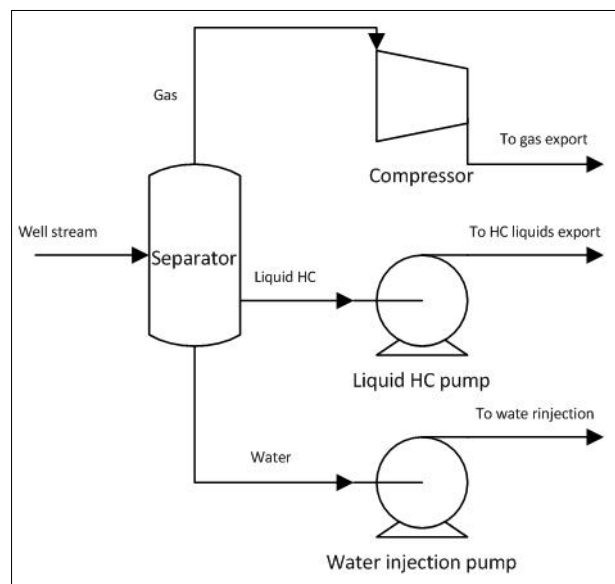 Gas
To gas export
Compressor
Well stream
Separator
To HC liquids export
Liquid HC
Liquid HC pump
To wate rinjection
Water
Water injection pump